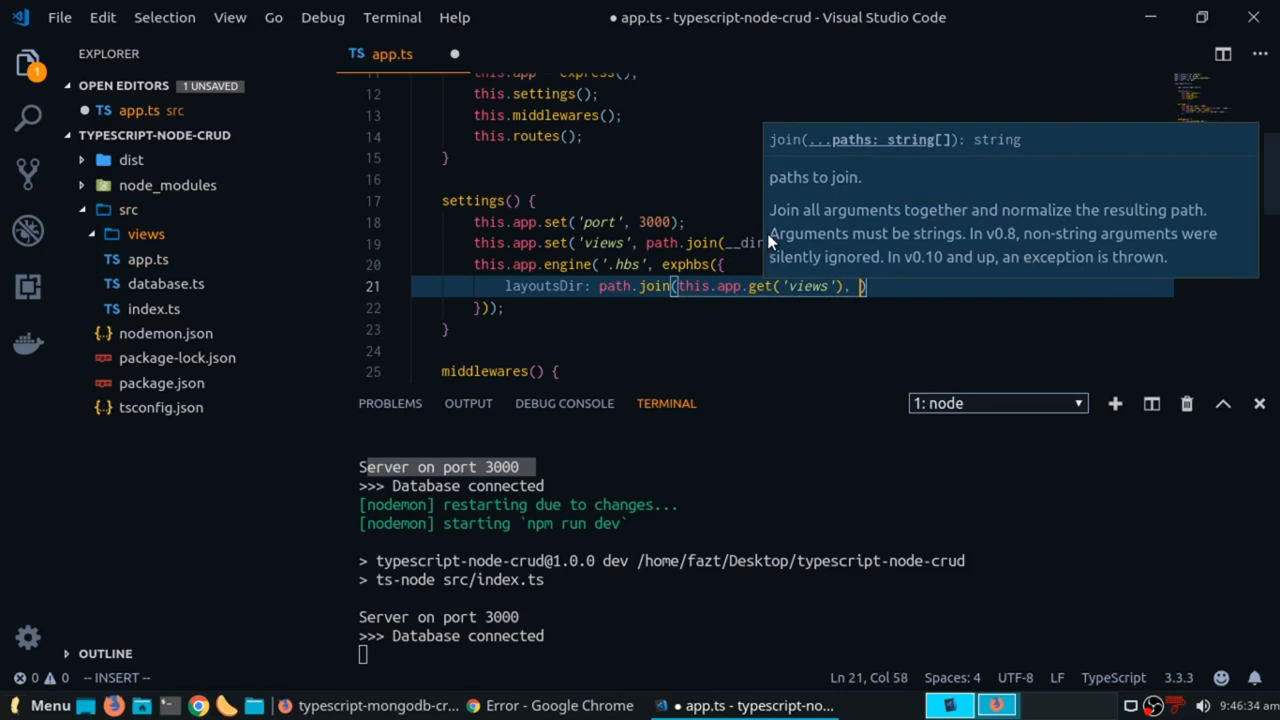 File Edit Selection View Go Debug Terminal Help
● app.ts - typescript-node-crud - Visual Studio Code
EXPLORER
OPEN EDITORS 1 UNSAVED
TS app.ts src
TYPESCRIPT-NODE-CRUD
dist
node_modules
src
views
TS app.ts
TS database.ts
TS index.ts
{} nodemon.json
package-lock.json
package.json
{} tsconfig.json
OUTLINE
1
TS app.ts
11 this.app = express();
12 this.settings();
13 this.middlewares();
14 this.routes();
15 }
16
17 settings() {
18 this.app.set('port', 3000);
19 this.app.set('views', path.join(__dir
20 this.app.engine('.hbs', exphbs({
21 layoutsDir: path.join(this.app.get('views'), )
22 }));
23 }
24
25 middlewares() {
join(...paths: string[]): string
paths to join.
Join all arguments together and normalize the resulting path.
Arguments must be strings. In v0.8, non-string arguments were
silently ignored. In v0.10 and up, an exception is thrown.
PROBLEMS OUTPUT DEBUG CONSOLE TERMINAL 1: node
Server on port 3000
>>> Database connected
[nodemon] restarting due to changes...
[nodemon] starting `npm run dev`
> typescript-node-crud@1.0.0 dev /home/fazt/Desktop/typescript-node-crud
> ts-node src/index.ts
Server on port 3000
>>> Database connected
0 0 -- INSERT -- Ln 21, Col 58 Spaces: 4 UTF-8 LF TypeScript 3.3.3
Menu typescript-mongodb-cr... Error - Google Chrome ● app.ts - typescript-no... 9:46:34 am